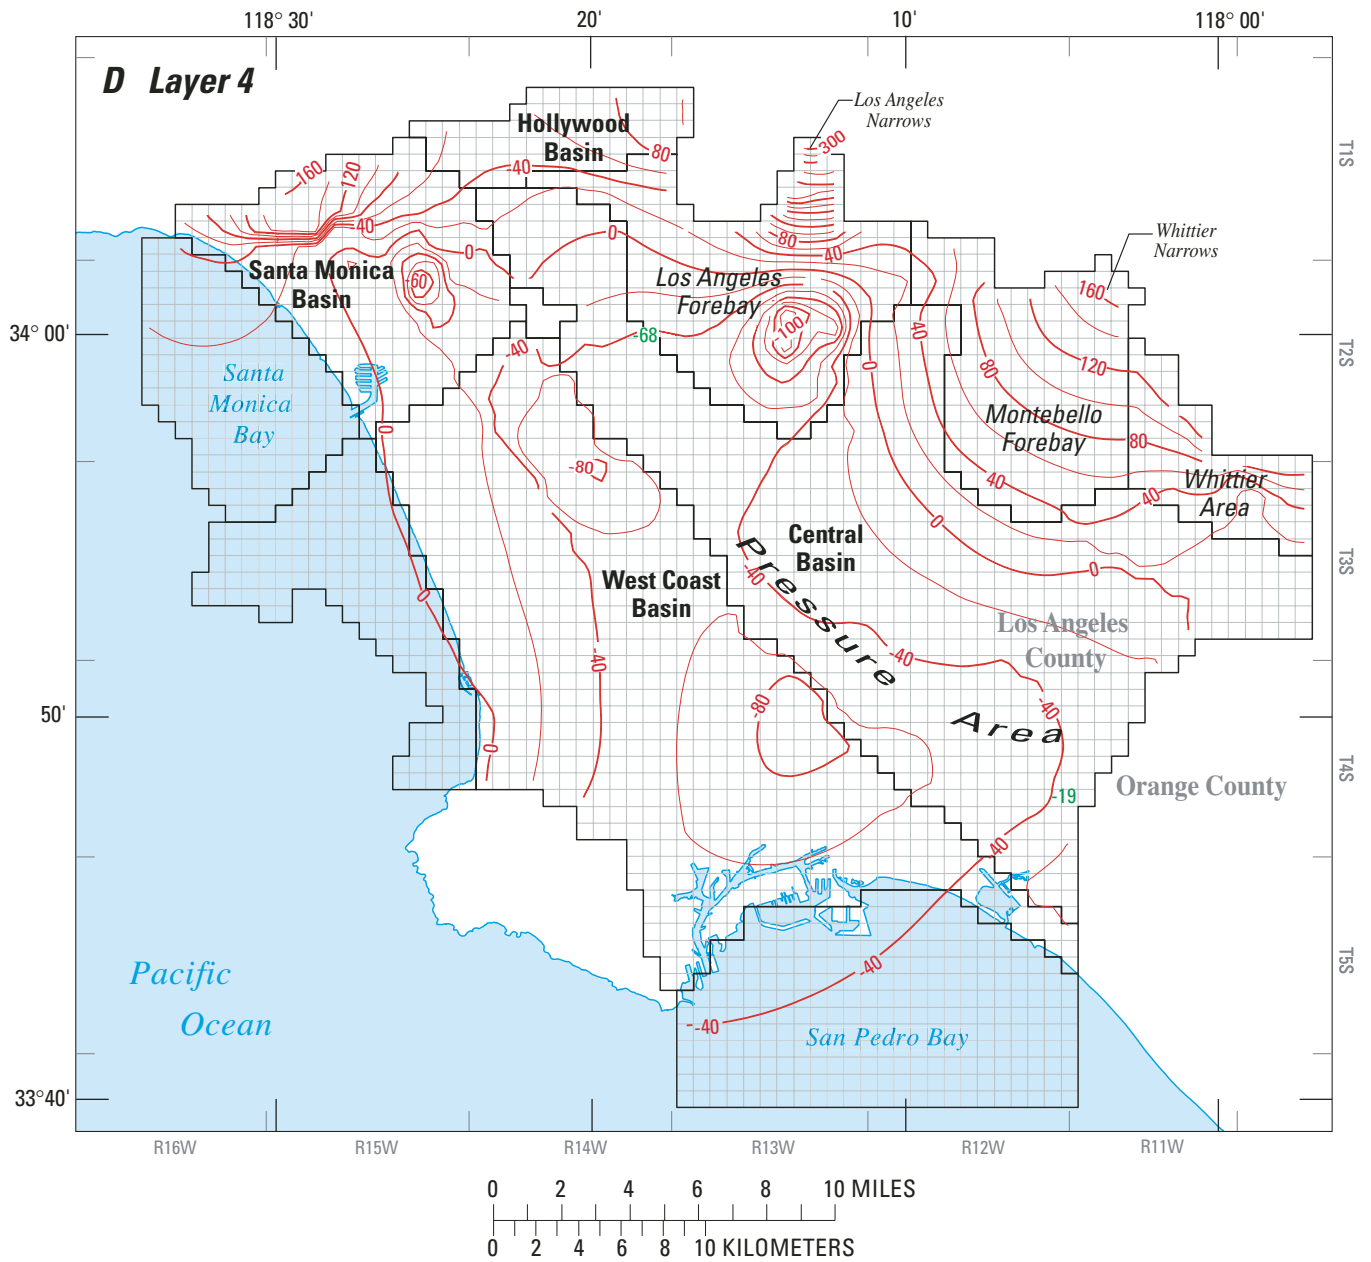 118° 30'
20'
10'
118° 00'
D Layer 4
Los Angeles
Narrows
Hollywood
Basin
300
80
160
120
-40
T1S
-40
80
40
Whittier
Narrows
0
0
Santa Monica
Basin
-60
Los Angeles
Forebay
160
-100
40
34° 00'
-68
-40
0
80
120
T2S
Santa
Monica
Bay
Montebello
Forebay
0
80
-80
40
40
Whittier
Area
0
Central
Basin
Pressure
Area
-40
West Coast
Basin
0
0
T3S
Los Angeles
County
-40
-40
-80
-40
50'
0
T4S
Orange County
-19
-40
Pacific
Ocean
-40
-40
San Pedro Bay
T5S
33°40'
R16W
R15W
R14W
R13W
R12W
R11W
0 2 4 6 8 10 MILES
0 2 4 6 8 10 KILOMETERS